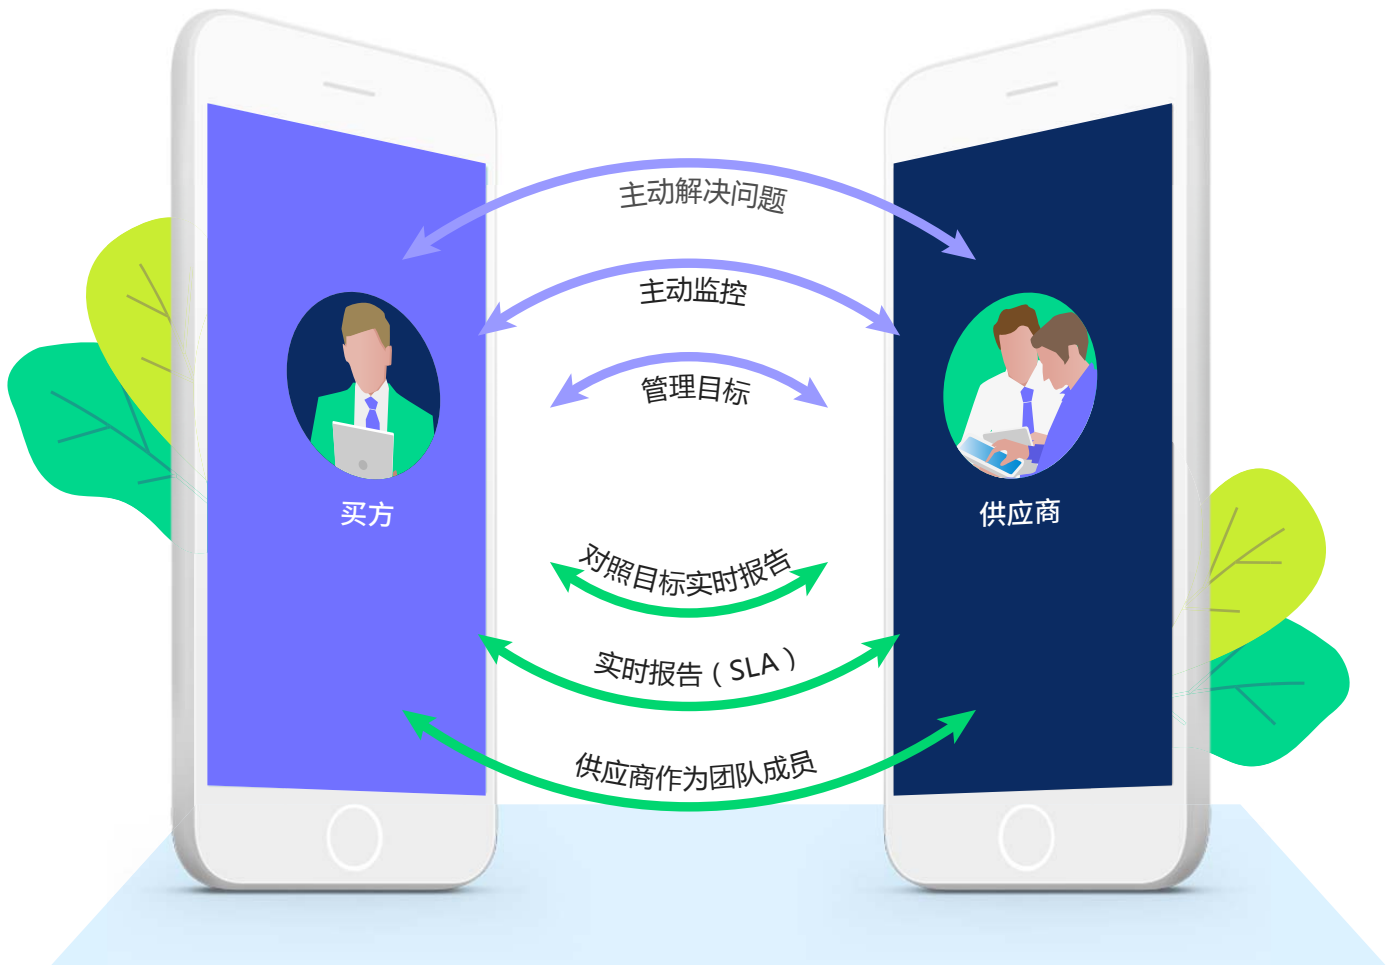 主动解决问题
主动监控
管理目标
买方
供应商
对照目标实时报告
实时报告（SLA）
供应商作为团队成员